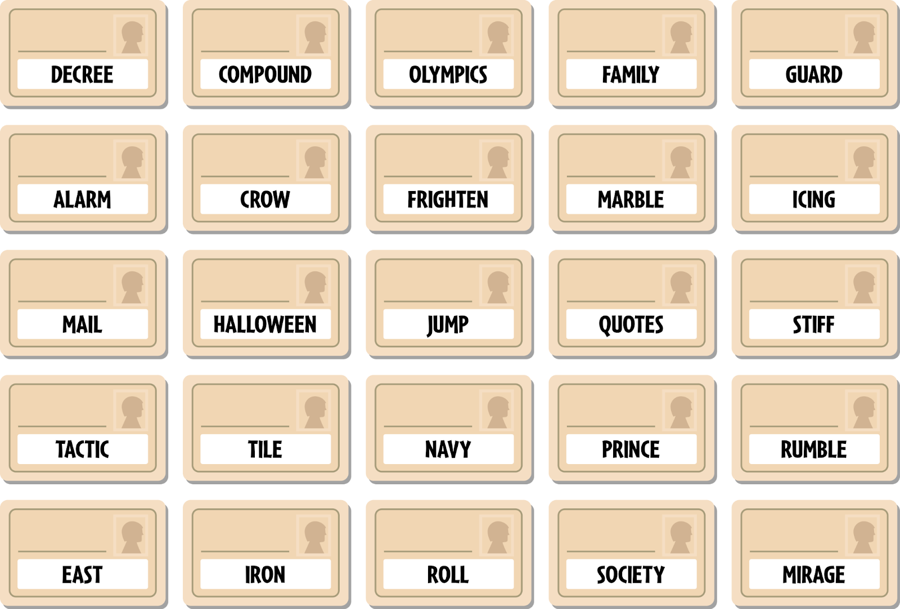 DECREE
COMPOUND
OLYMPICS
FAMILY
GUARD
ALARM
CROW
FRIGHTEN
MARBLE
ICING
MAIL
HALLOWEEN
JUMP
QUOTES
STIFF
TACTIC
TILE
NAVY
PRINCE
RUMBLE
EAST
IRON
ROLL
SOCIETY
MIRAGE